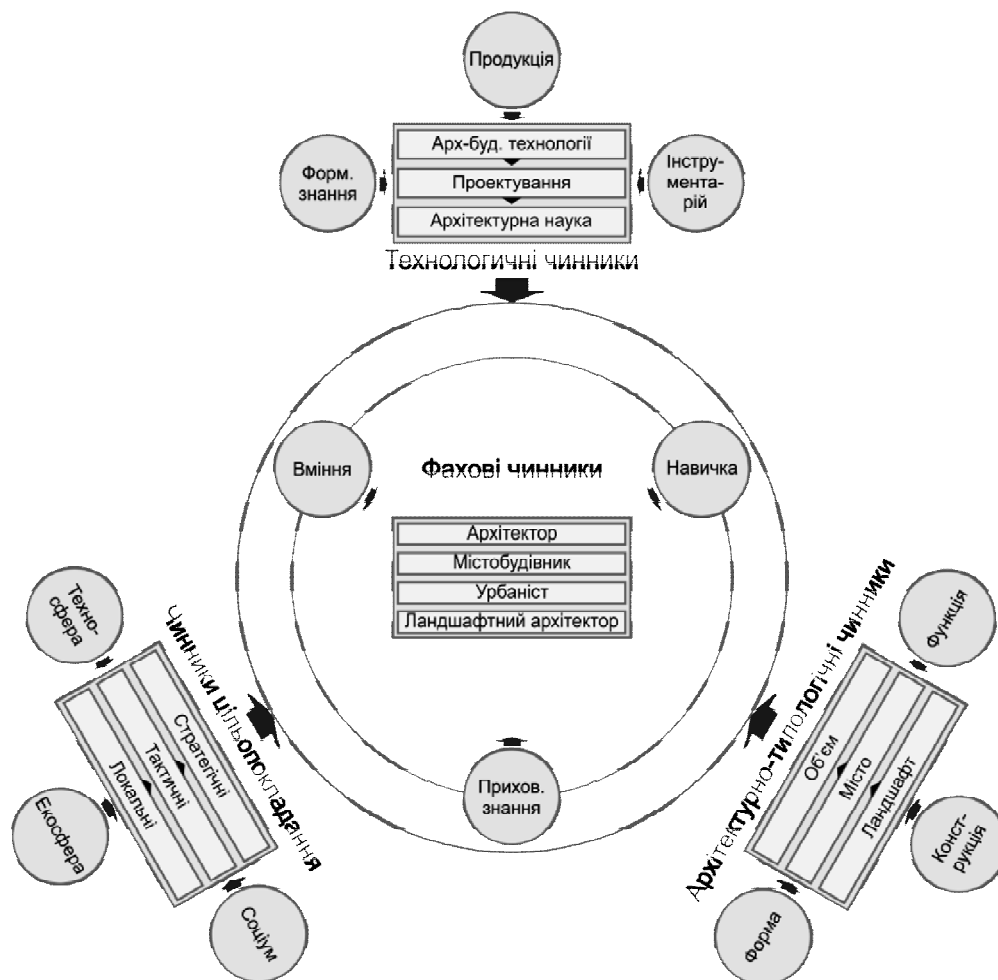 Продукція
Арх-буд. технології
Форм.
знання
Проектування
Інстру-
мента-
рій
Архітектурна наука
Технологичні чинники
Вміння
Фахові чинники
Навичка
Архітектор
Містобудівник
Урбаніст
Ландшафтний архітектор
Прихов.
знання
Техно-
сфера
Екосфера
Соціум
Локальні
Тактичні
Стратегічні
Чинники цільопокладання
Архітектурно-типологічні чинники
Об'єм
Місто
Ландшафт
Функція
Конст-
рукція
Форма